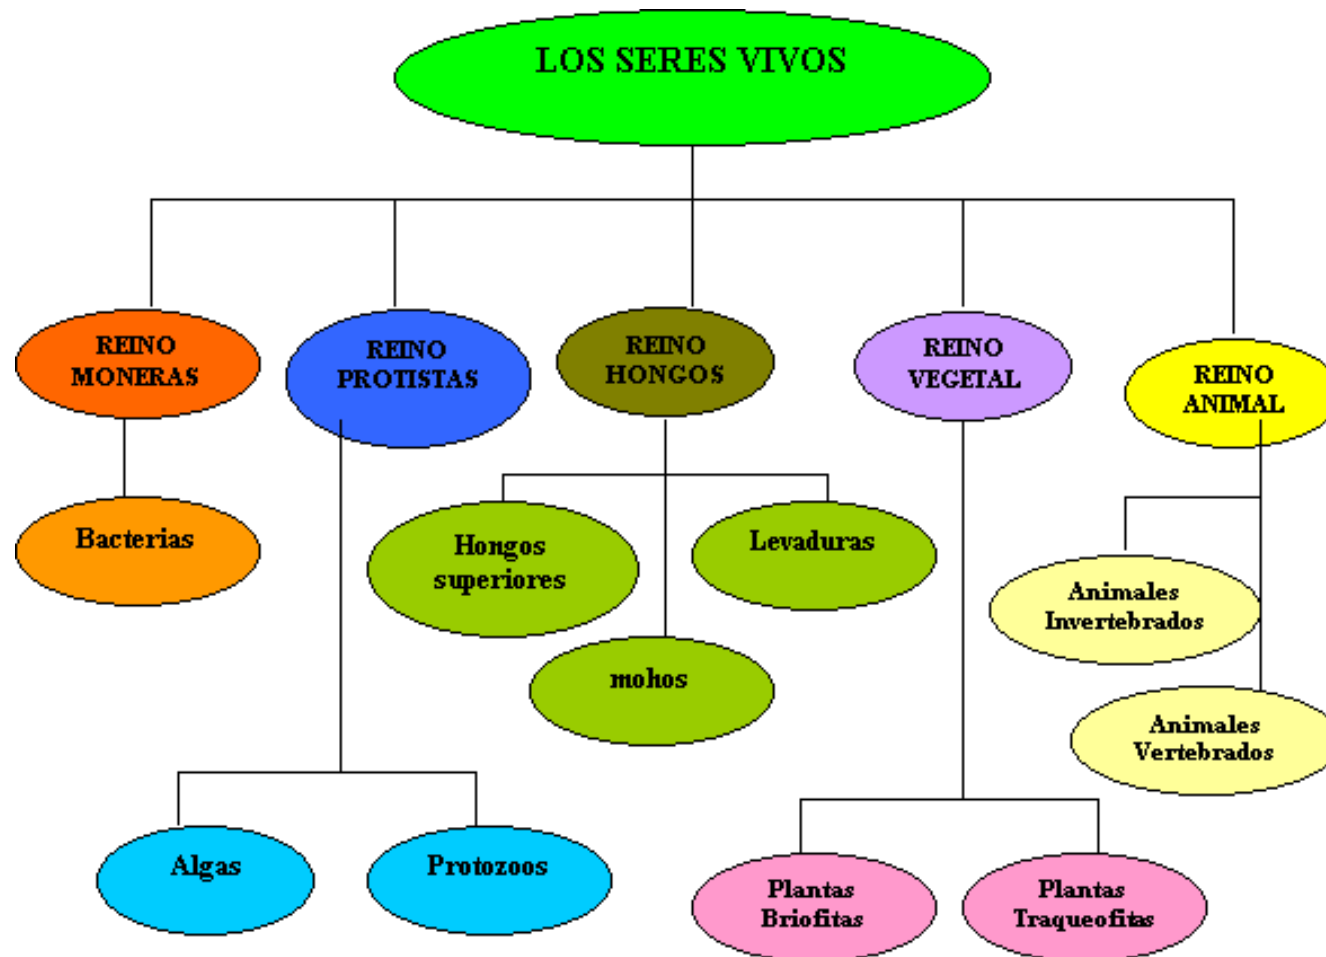 LOS SERES VIVOS
REINO
MONERAS
REINO
PROTISTAS
REINO
HONGOS
REINO
VEGETAL
REINO
ANIMAL
Bacterias
Hongos
superiores
Levaduras
mohos
Animales
Invertebrados
Animales
Vertebrados
Algas
Protozoos
Plantas
Briofitas
Plantas
Traqueofitas